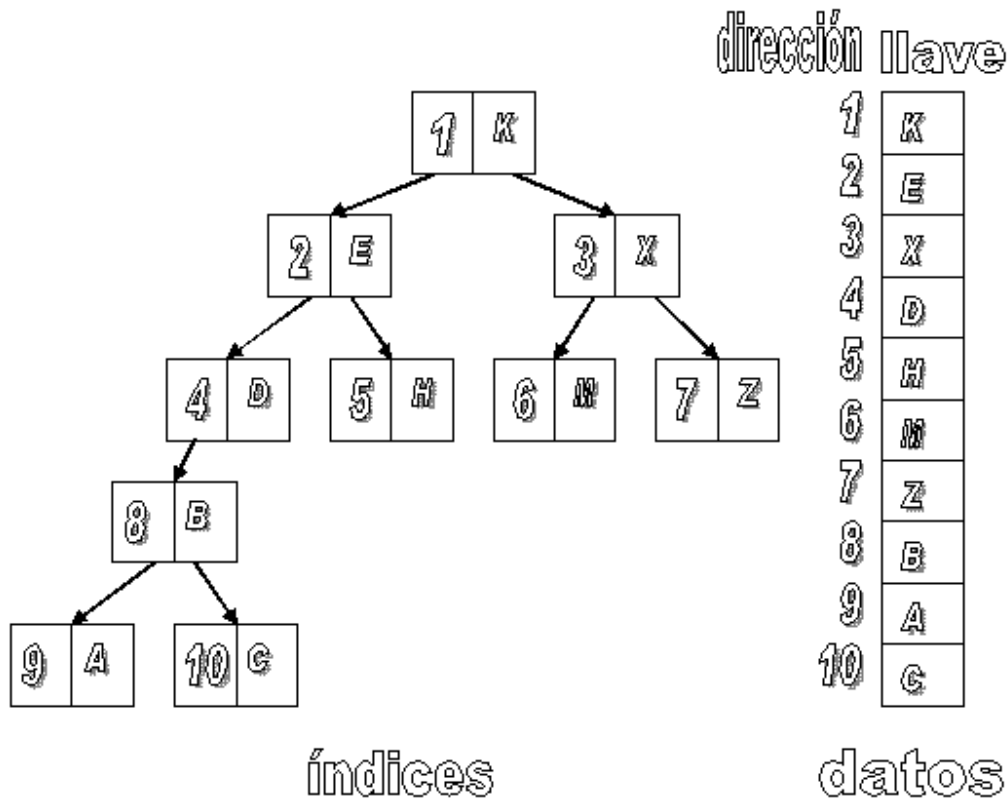 dirección llave
1 K
1 K
2 E
2 E
3 X
3 X
4 D
4 D
5 H
6 M
7 Z
5 H
6 M
8 B
7 Z
8 B
9 A
10 C
9 A
10 C
índices
datos